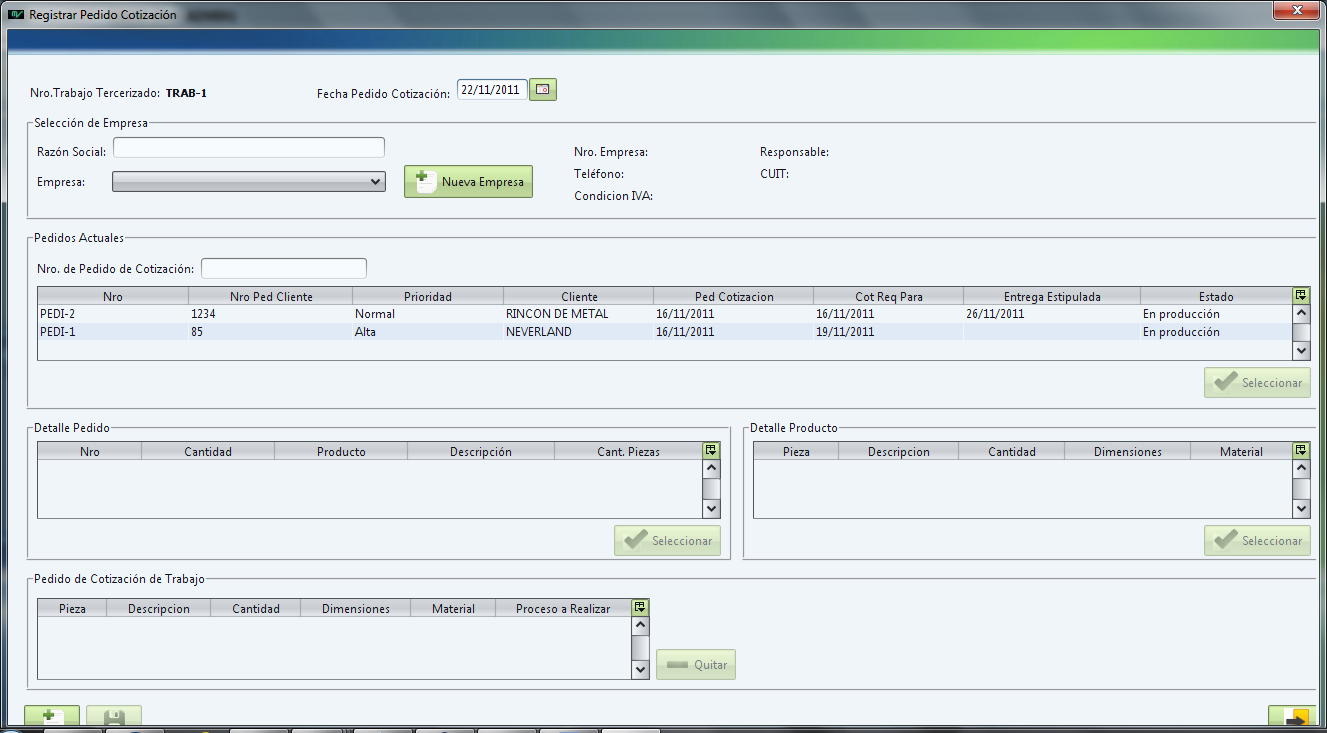 Registrar Pedido Cotización
Nro.Trabajo Tercerizado: TRAB-1 Fecha Pedido Cotización: 22/11/2011
Selección de Empresa
Razón Social: Nro. Empresa: Responsable:
Empresa: Nueva Empresa Teléfono: CUIT:
Condicion IVA:
Pedidos Actuales
Nro. de Pedido de Cotización:
Nro Nro Ped Cliente Prioridad Cliente Ped Cotizacion Cot Req Para Entrega Estipulada Estado
PEDI-2 1234 Normal RINCON DE METAL 16/11/2011 16/11/2011 26/11/2011 En producción
PEDI-1 85 Alta NEVERLAND 16/11/2011 19/11/2011 En producción
Seleccionar
Detalle Pedido Detalle Producto
Nro Cantidad Producto Descripción Cant. Piezas Pieza Descripcion Cantidad Dimensiones Material
Seleccionar Seleccionar
Pedido de Cotización de Trabajo
Pieza Descripcion Cantidad Dimensiones Material Proceso a Realizar
Quitar